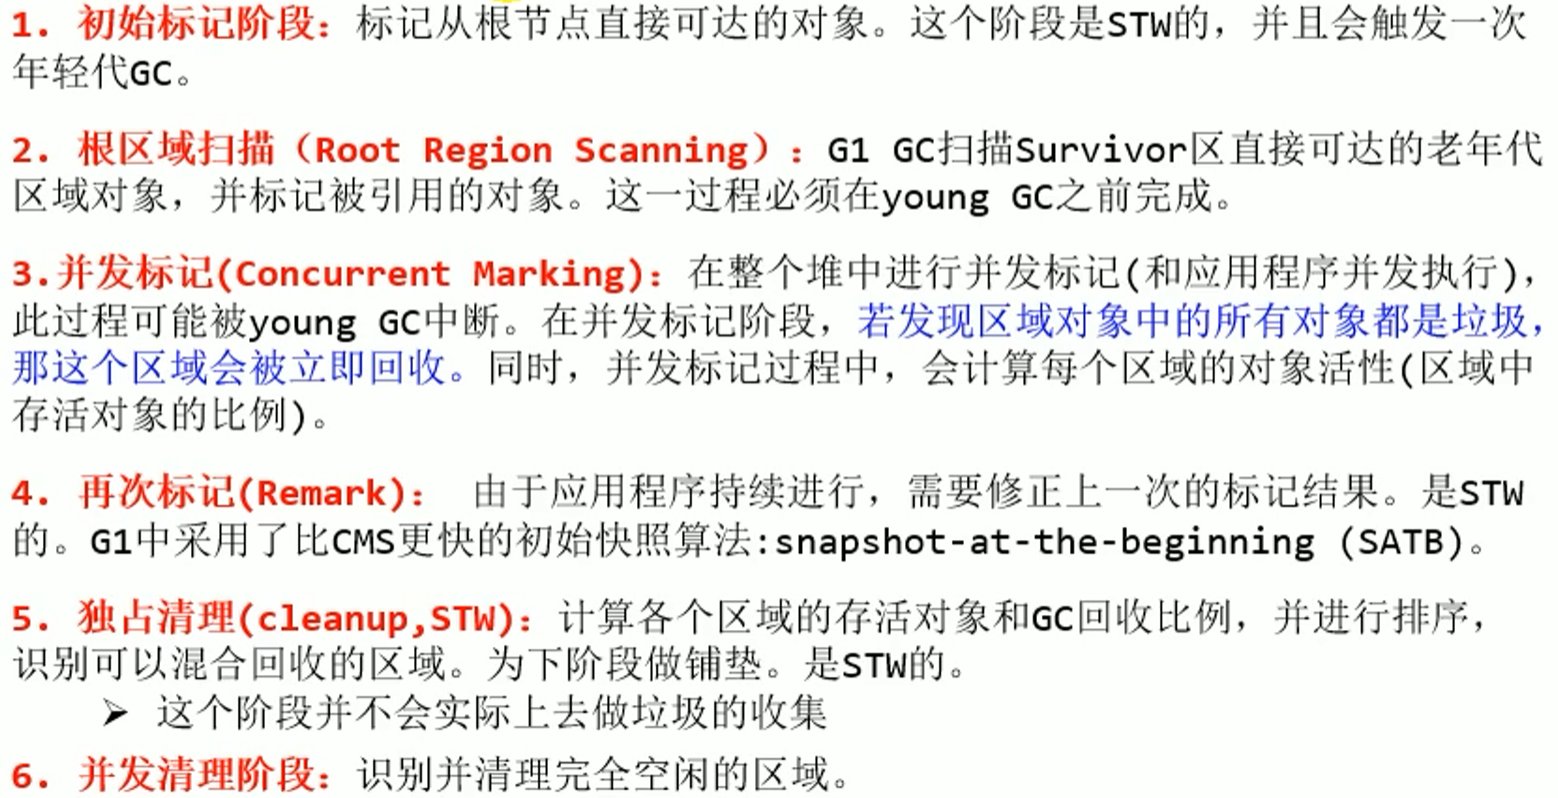 1. 初始标记阶段：标记从根节点直接可达的对象。这个阶段是STW的，并且会触发一次
年轻代GC。
2. 根区域扫描（Root Region Scanning）：G1 GC扫描Survivor区直接可达的老年代
区域对象，并标记被引用的对象。这一过程必须在young GC之前完成。
3.并发标记(Concurrent Marking)：在整个堆中进行并发标记(和应用程序并发执行)，
此过程可能被young GC中断。在并发标记阶段，若发现区域对象中的所有对象都是垃圾，
那这个区域会被立即回收。同时，并发标记过程中，会计算每个区域的对象活性(区域中
存活对象的比例)。
4. 再次标记(Remark)： 由于应用程序持续进行，需要修正上一次的标记结果。是STW
的。G1中采用了比CMS更快的初始快照算法:snapshot-at-the-beginning (SATB)。
5. 独占清理(cleanup,STW)：计算各个区域的存活对象和GC回收比例，并进行排序，
识别可以混合回收的区域。为下阶段做铺垫。是STW的。
➢ 这个阶段并不会实际上去做垃圾的收集
6. 并发清理阶段：识别并清理完全空闲的区域。